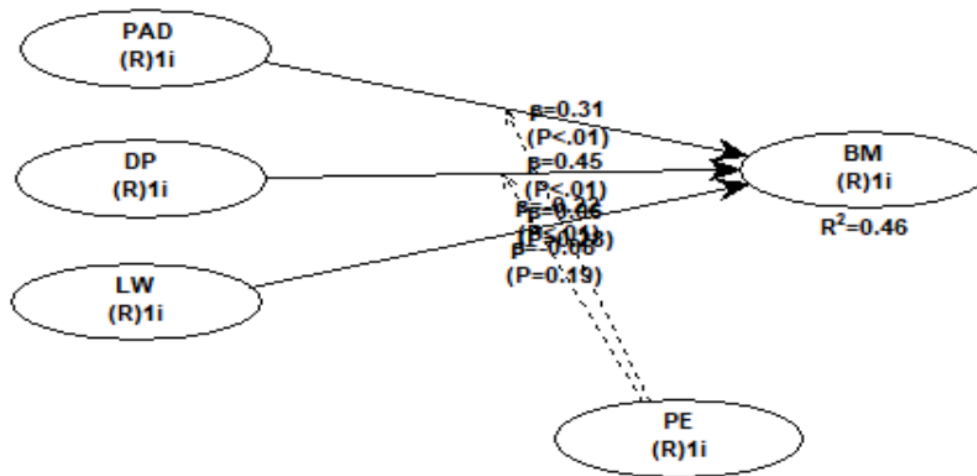 PAD
(R)1i
β=0.31
(P<.01)
DP
(R)1i
β=0.45
(P<.01)
BM
(R)1i
R²=0.46
LW
(R)1i
(P=0.19)
PE
(R)1i